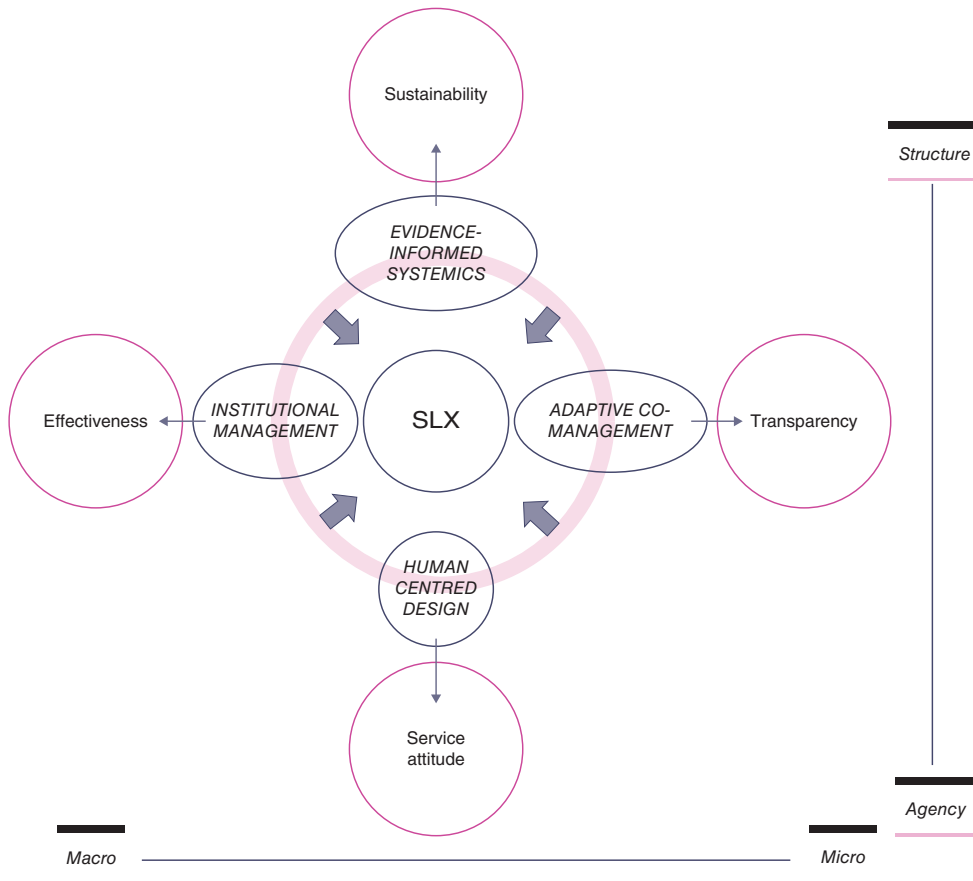 Sustainability
Structure
EVIDENCE-
INFORMED
SYSTEMICS
Effectiveness
INSTITUTIONAL
MANAGEMENT
SLX
ADAPTIVE CO-
MANAGEMENT
Transparency
HUMAN
CENTRED
DESIGN
Service
attitude
Agency
Macro
Micro